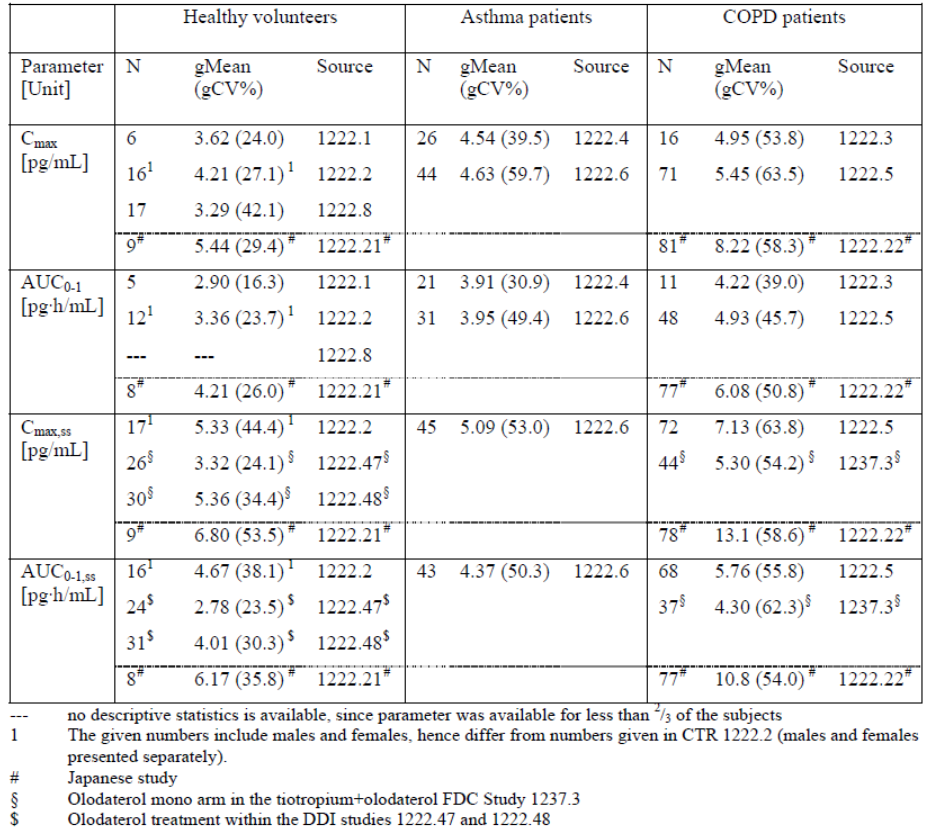 Healthy volunteers Asthma patients COPD patients
Parameter [Unit] N gMean (gCV%) Source N gMean (gCV%) Source N gMean (gCV%) Source
Cmax [pg/mL] 6 3.62 (24.0) 1222.1 26 4.54 (39.5) 1222.4 16 4.95 (53.8) 1222.3
16¹ 4.21 (27.1)¹ 1222.2 44 4.63 (59.7) 1222.6 71 5.45 (63.5) 1222.5
17 3.29 (42.1) 1222.8
9# 5.44 (29.4)# 1222.21# 81# 8.22 (58.3)# 1222.22#
AUC0-1 [pg·h/mL] 5 2.90 (16.3) 1222.1 21 3.91 (30.9) 1222.4 11 4.22 (39.0) 1222.3
12¹ 3.36 (23.7)¹ 1222.2 31 3.95 (49.4) 1222.6 48 4.93 (45.7) 1222.5
--- --- 1222.8
8# 4.21 (26.0)# 1222.21# 77# 6.08 (50.8)# 1222.22#
Cmax,ss [pg/mL] 17¹ 5.33 (44.4)¹ 1222.2 45 5.09 (53.0) 1222.6 72 7.13 (63.8) 1222.5
26§ 3.32 (24.1)§ 1222.47§ 44§ 5.30 (54.2)§ 1237.3§
30§ 5.36 (34.4)§ 1222.48§
9# 6.80 (53.5)# 1222.21# 78# 13.1 (58.6)# 1222.22#
AUC0-1,ss [pg·h/mL] 16¹ 4.67 (38.1)¹ 1222.2 43 4.37 (50.3) 1222.6 68 5.76 (55.8) 1222.5
24$ 2.78 (23.5)$ 1222.47$ 37§ 4.30 (62.3)§ 1237.3§
31$ 4.01 (30.3)$ 1222.48$
8# 6.17 (35.8)# 1222.21# 77# 10.8 (54.0)# 1222.22#
--- no descriptive statistics is available, since parameter was available for less than 2/3 of the subjects
1 The given numbers include males and females, hence differ from numbers given in CTR 1222.2 (males and females
presented separately).
# Japanese study
§ Olodaterol mono arm in the tiotropium+olodaterol FDC Study 1237.3
$ Olodaterol treatment within the DDI studies 1222.47 and 1222.48